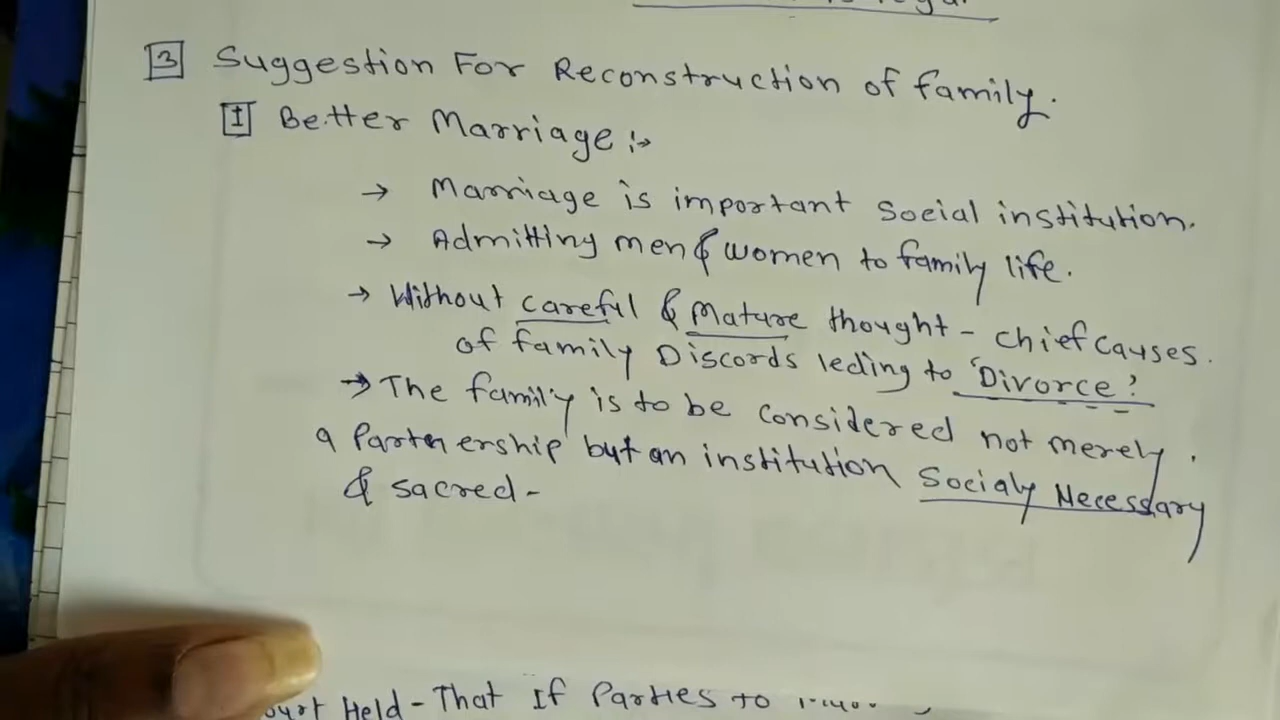 3 Suggestion For Reconstruction of family.
I Better Marriage :→
→ Marriage is important Social institution.
→ Admitting men & women to family life.
→ Without careful & Mature thought - chief causes.
of family Discords leding to 'Divorce'
→ The family is to be considered not merely.
a Partnership but an institution Socialy Necessary
& sacred -
Held - That If Parties to